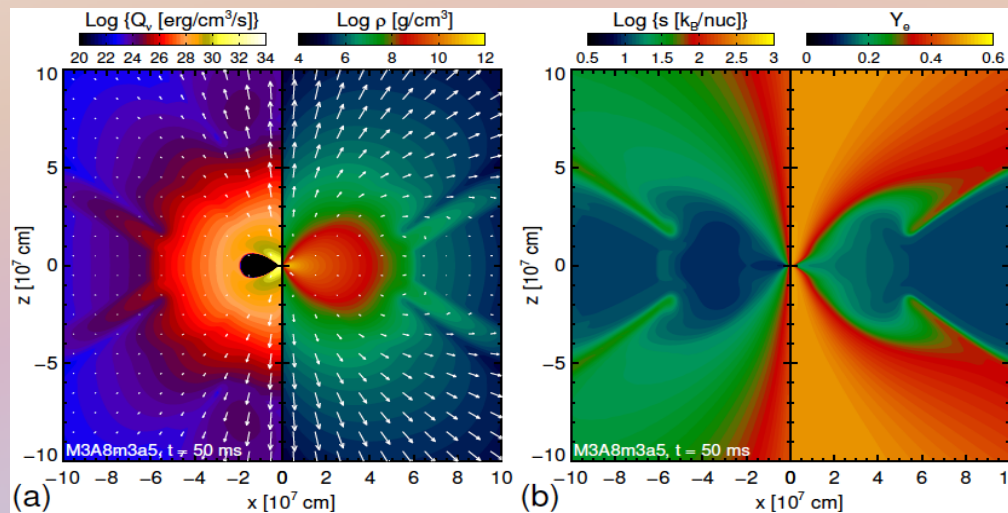 Log {Qν [erg/cm³/s]} Log ρ [g/cm³]
20 22 24 26 28 30 32 34 4 6 8 10 12
10
5
0
−5
−10
z [10⁷ cm]
M3A8m3a5, t = 50 ms
−10 −8 −6 −4 −2 0 2 4 6 8 10
x [10⁷ cm]
(a)
Log {s [k_B/nuc]} Y_e
0.5 1 1.5 2 2.5 3 0 0.2 0.4 0.6
10
5
0
−5
−10
z [10⁷ cm]
M3A8m3a5, t = 50 ms
−10 −8 −6 −4 −2 0 2 4 6 8 10
x [10⁷ cm]
(b)